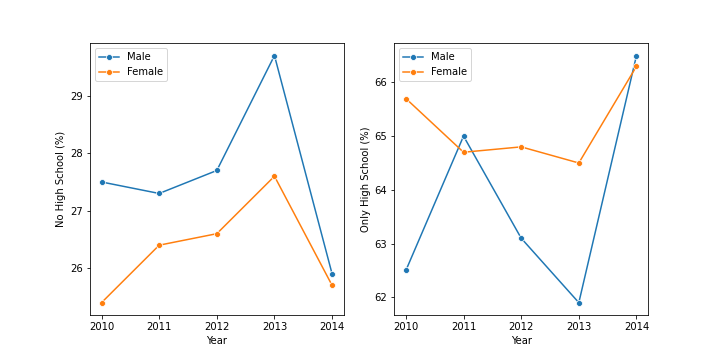 Male
Female
29
28
27
26
No High School (%)
2010 2011 2012 2013 2014
Year
Male
Female
66
65
64
63
62
Only High School (%)
2010 2011 2012 2013 2014
Year